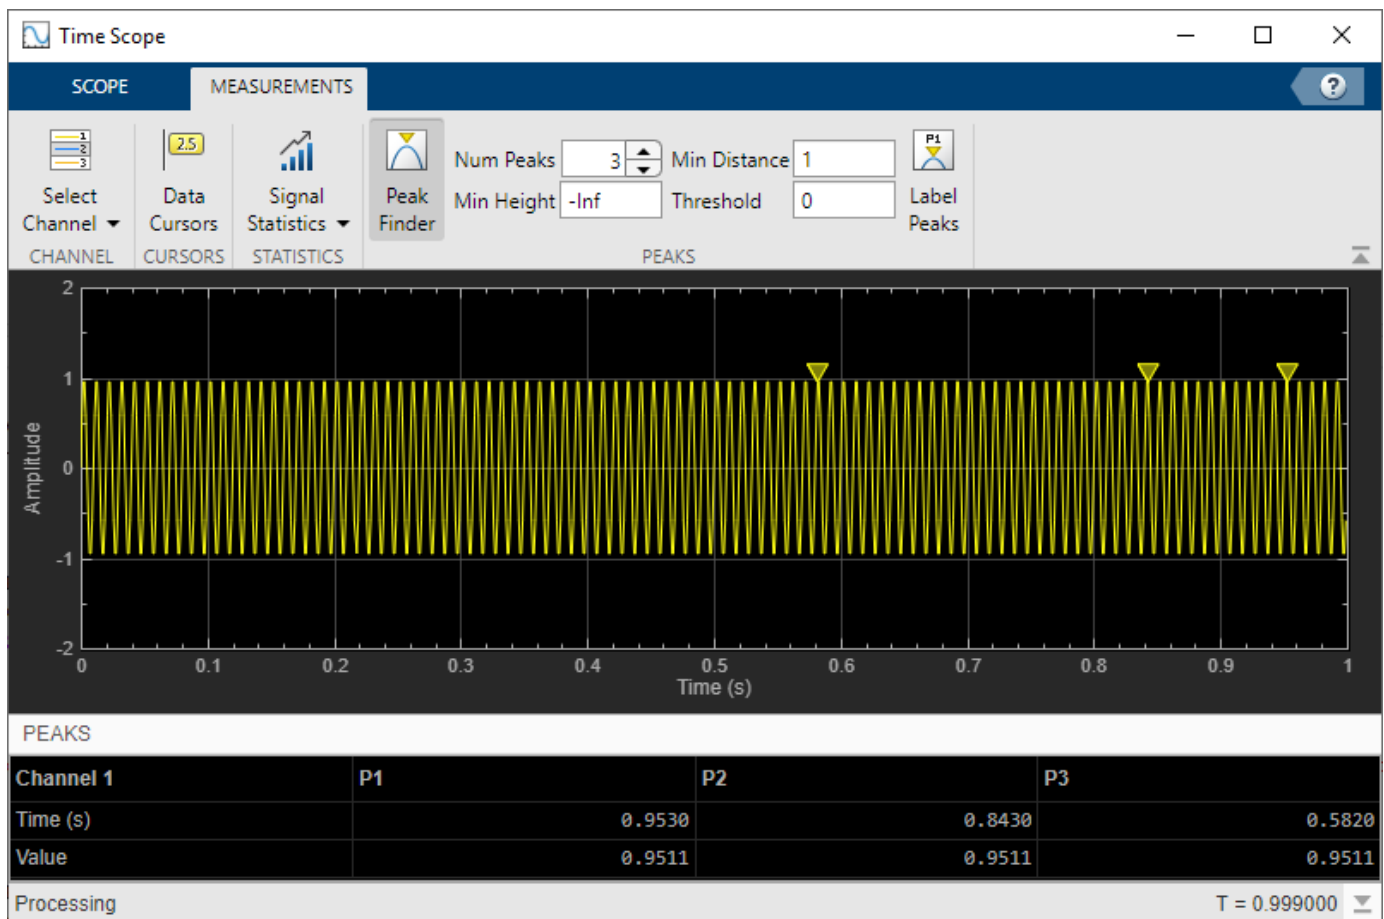 Time Scope
SCOPE MEASUREMENTS ?
1
2
3
2.5
P1
Num Peaks 3 Min Distance 1
Min Height -Inf Threshold 0
Select Channel
Data Cursors
Signal Statistics
Peak Finder
Label Peaks
CHANNEL CURSORS STATISTICS PEAKS
2
1
0
-1
-2
Amplitude
0 0.1 0.2 0.3 0.4 0.5 0.6 0.7 0.8 0.9 1
Time (s)
PEAKS
Channel 1 P1 P2 P3
Time (s) 0.9530 0.8430 0.5820
Value 0.9511 0.9511 0.9511
Processing T = 0.999000